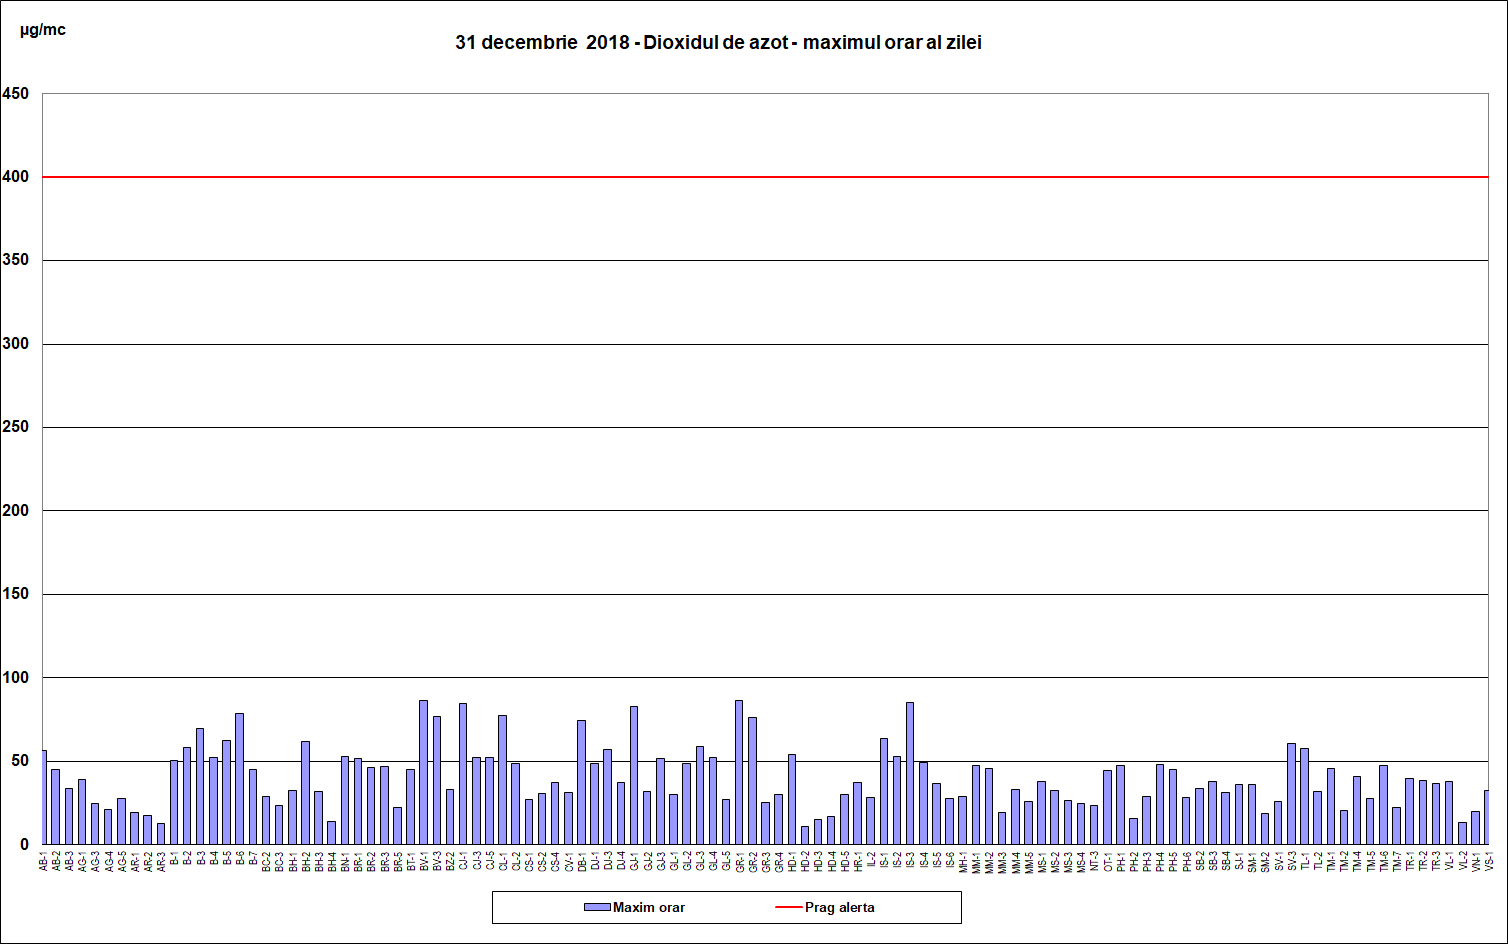 µg/mc
31 decembrie 2018 - Dioxidul de azot - maximul orar al zilei
450
400
350
300
250
200
150
100
50
0
AB-1 AB-2 AB-3 AG-1 AG-3 AG-4 AG-5 AR-1 AR-2 AR-3 B-1 B-2 B-3 B-4 B-5 B-6 B-7 BC-2 BC-3 BH-1 BH-2 BH-3 BH-4 BN-1 BR-1 BR-2 BR-3 BR-5 BT-1 BV-1 BV-3 BZ-2 CJ-1 CJ-3 CJ-5 CL-1 CL-2 CS-1 CS-2 CS-4 CV-1 DB-1 DJ-1 DJ-3 DJ-4 GJ-1 GJ-2 GJ-3 GL-1 GL-2 GL-3 GL-4 GL-5 GR-1 GR-2 GR-3 GR-4 HD-1 HD-2 HD-3 HD-4 HD-5 HR-1 IL-2 IS-1 IS-2 IS-3 IS-4 IS-5 IS-6 MH-1 MM-1 MM-2 MM-3 MM-4 MM-5 MS-1 MS-2 MS-3 MS-4 NT-3 OT-1 PH-1 PH-2 PH-3 PH-4 PH-5 PH-6 SB-2 SB-3 SB-4 SJ-1 SM-1 SM-2 SV-1 SV-3 TL-1 TL-2 TM-1 TM-2 TM-4 TM-5 TM-6 TM-7 TR-1 TR-2 TR-3 VL-1 VL-2 VN-1 VS-1
Maxim orar Prag alerta